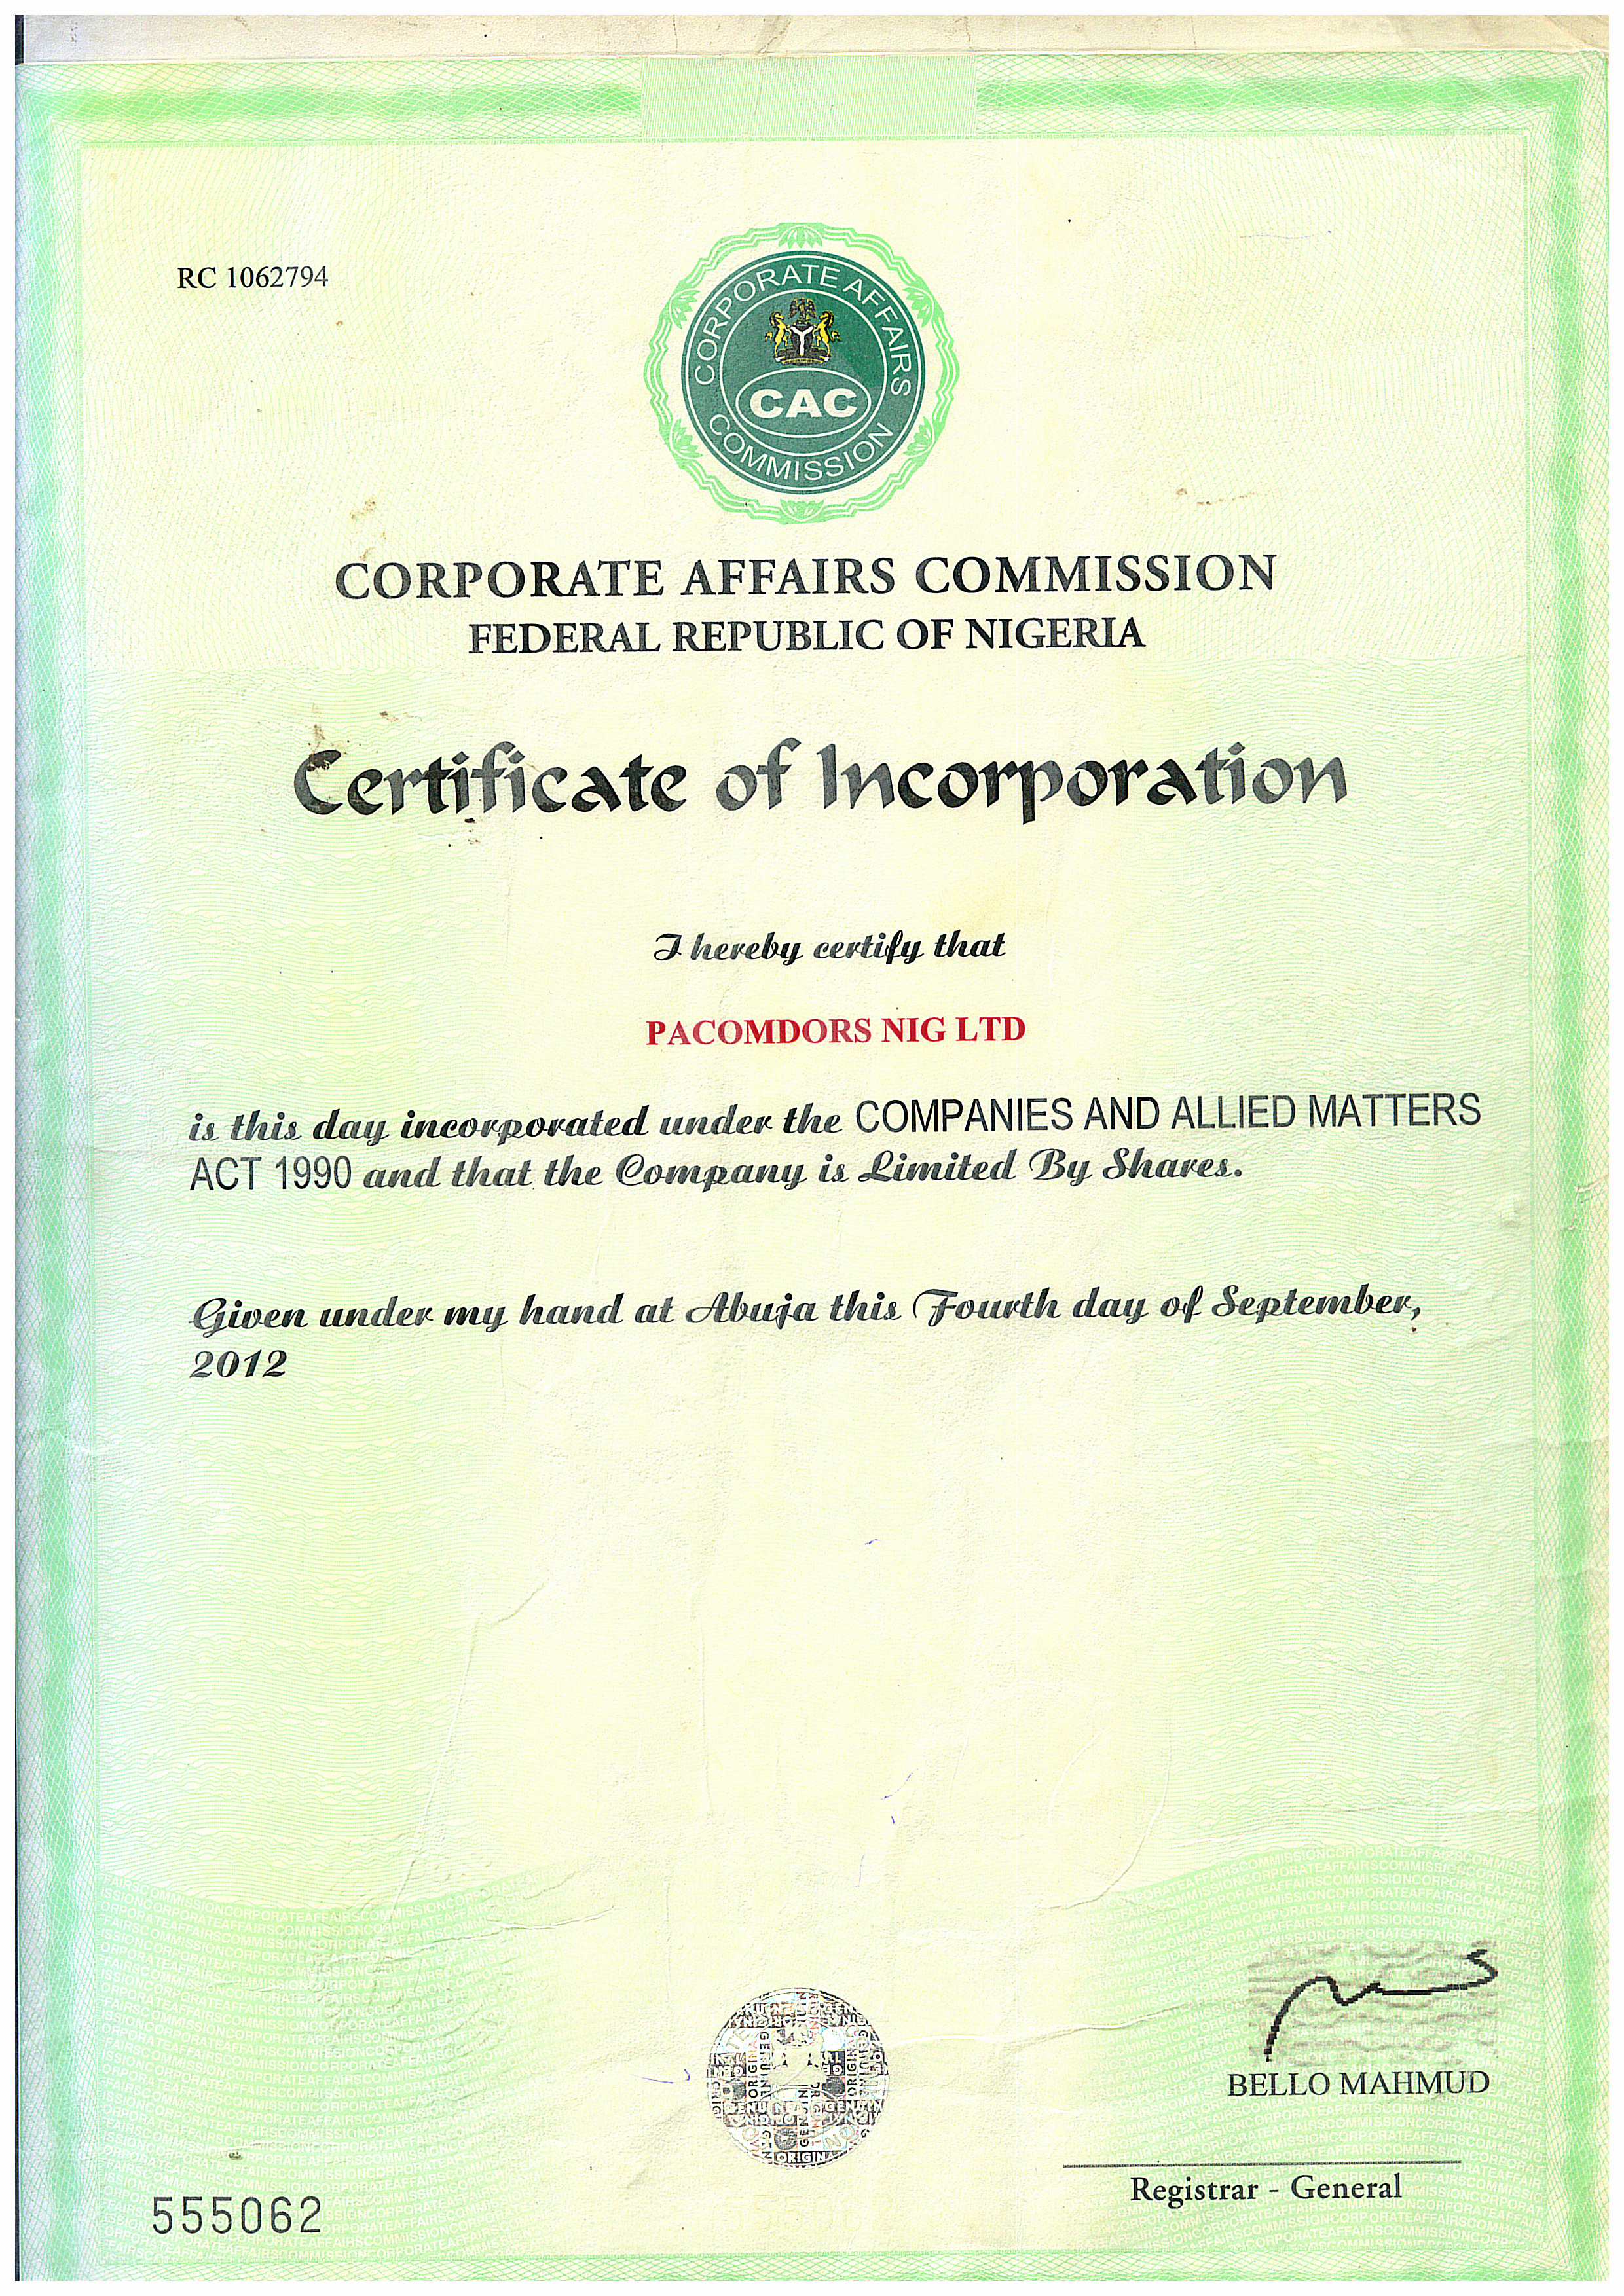 RC 1062794
CORPORATE AFFAIRS
CAC
COMMISSION
CORPORATE AFFAIRS COMMISSION
FEDERAL REPUBLIC OF NIGERIA
Certificate of Incorporation
I hereby certify that
PACOMDORS NIG LTD
is this day incorporated under the COMPANIES AND ALLIED MATTERS
ACT 1990 and that the Company is Limited By Shares.
Given under my hand at Abuja this Fourth day of September,
2012
BELLO MAHMUD
Registrar - General
555062